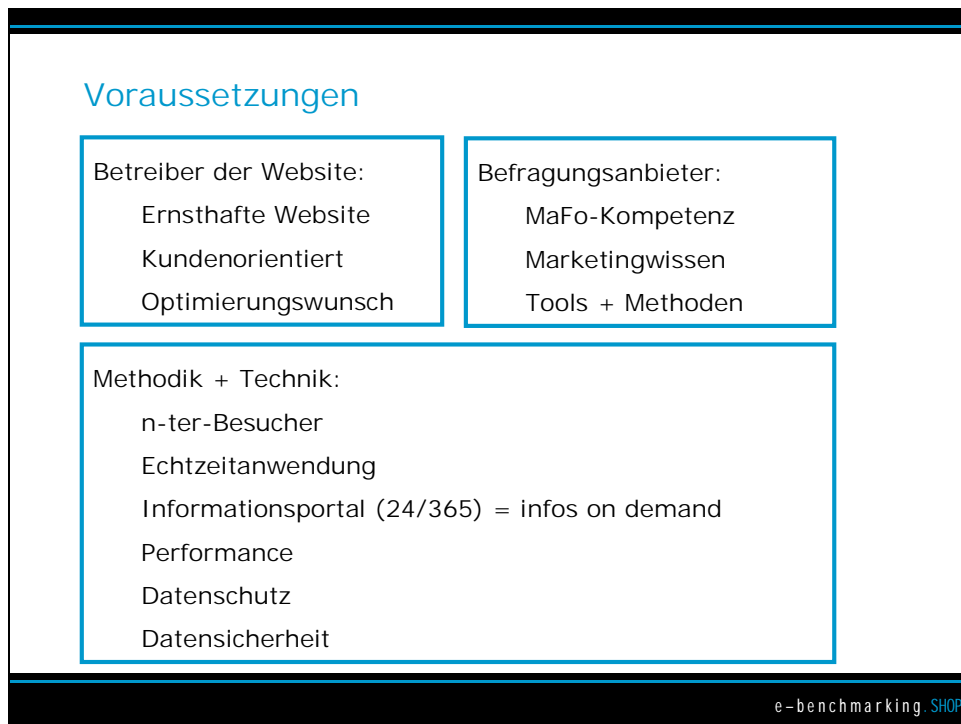 Voraussetzungen
Betreiber der Website:
Ernsthafte Website
Kundenorientiert
Optimierungswunsch
Befragungsanbieter:
MaFo-Kompetenz
Marketingwissen
Tools + Methoden
Methodik + Technik:
n-ter-Besucher
Echtzeitanwendung
Informationsportal (24/365) = infos on demand
Performance
Datenschutz
Datensicherheit
e–benchmarking.SHOP